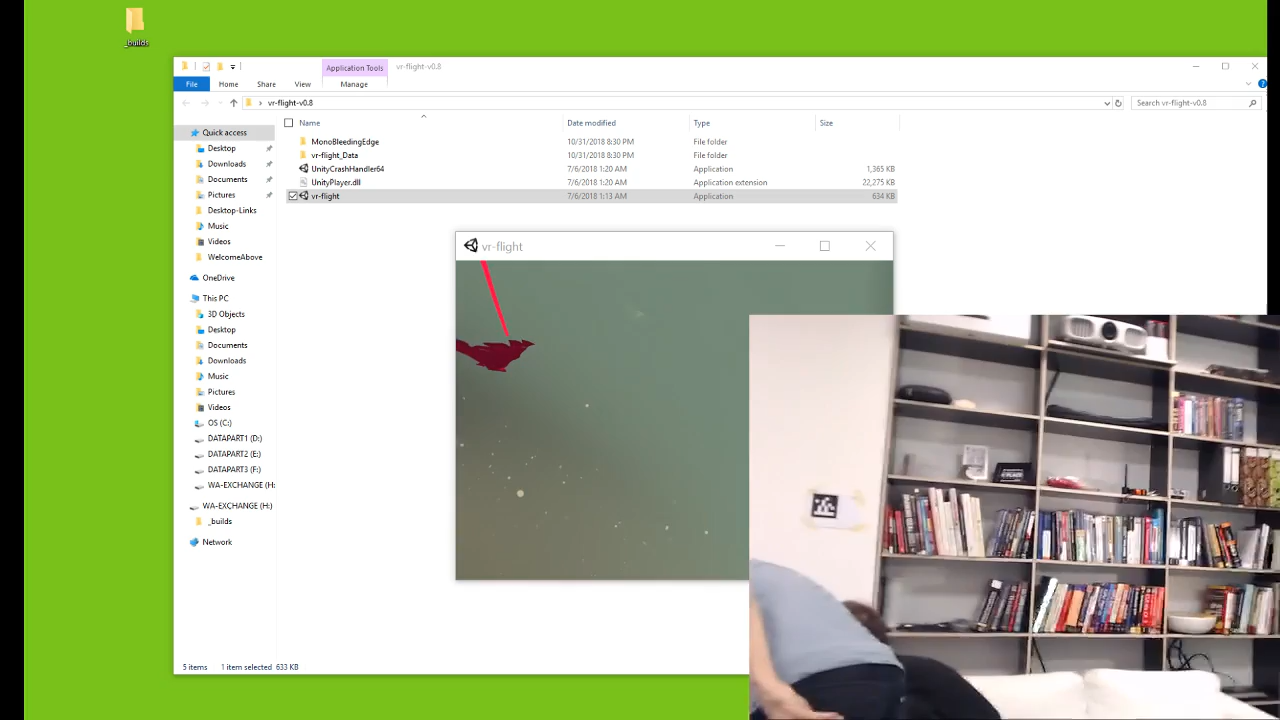 _builds
Application Tools
vr-flight-v0.8
File
Home
Share
View
Manage
vr-flight-v0.8
Search vr-flight-v0.8
Quick access
Desktop
Downloads
Documents
Pictures
Desktop-Links
Music
Videos
WelcomeAbove
OneDrive
This PC
3D Objects
Desktop
Documents
Downloads
Music
Pictures
Videos
OS (C:)
DATAPART1 (D:)
DATAPART2 (E:)
DATAPART3 (F:)
WA-EXCHANGE (H:
WA-EXCHANGE (H:)
_builds
Network
Name Date modified Type Size
MonoBleedingEdge 10/31/2018 8:30 PM File folder
vr-flight_Data 10/31/2018 8:30 PM File folder
UnityCrashHandler64 7/6/2018 1:20 AM Application 1,365 KB
UnityPlayer.dll 7/6/2018 1:20 AM Application extension 22,275 KB
vr-flight 7/6/2018 1:13 AM Application 634 KB
vr-flight
5 items 1 item selected 633 KB